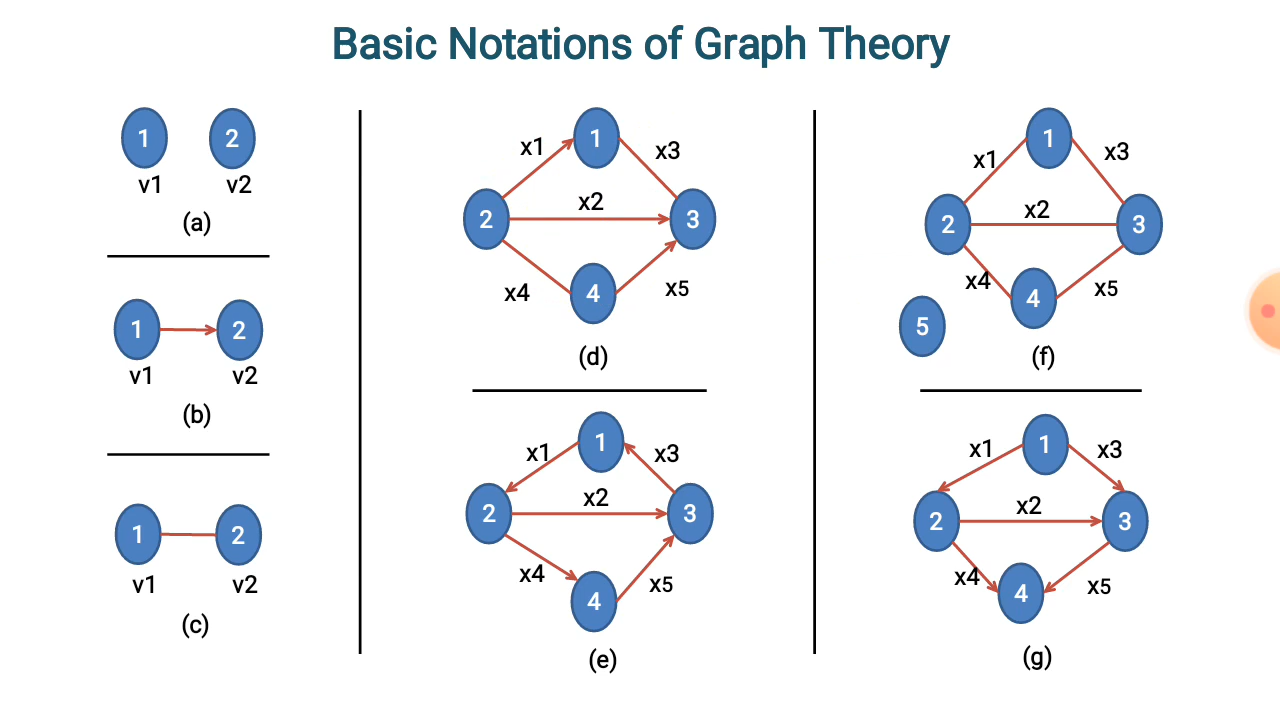 Basic Notations of Graph Theory
1 2
v1 v2
(a)
1 2
v1 v2
(b)
1 2
v1 v2
(c)
1
x1 x3
x2
2 3
x4 x5
4
(d)
1
x1 x3
x2
2 3
x4 x5
4
(e)
1
x1 x3
x2
2 3
x4 x5
4
5
(f)
1
x1 x3
x2
2 3
x4 x5
4
(g)